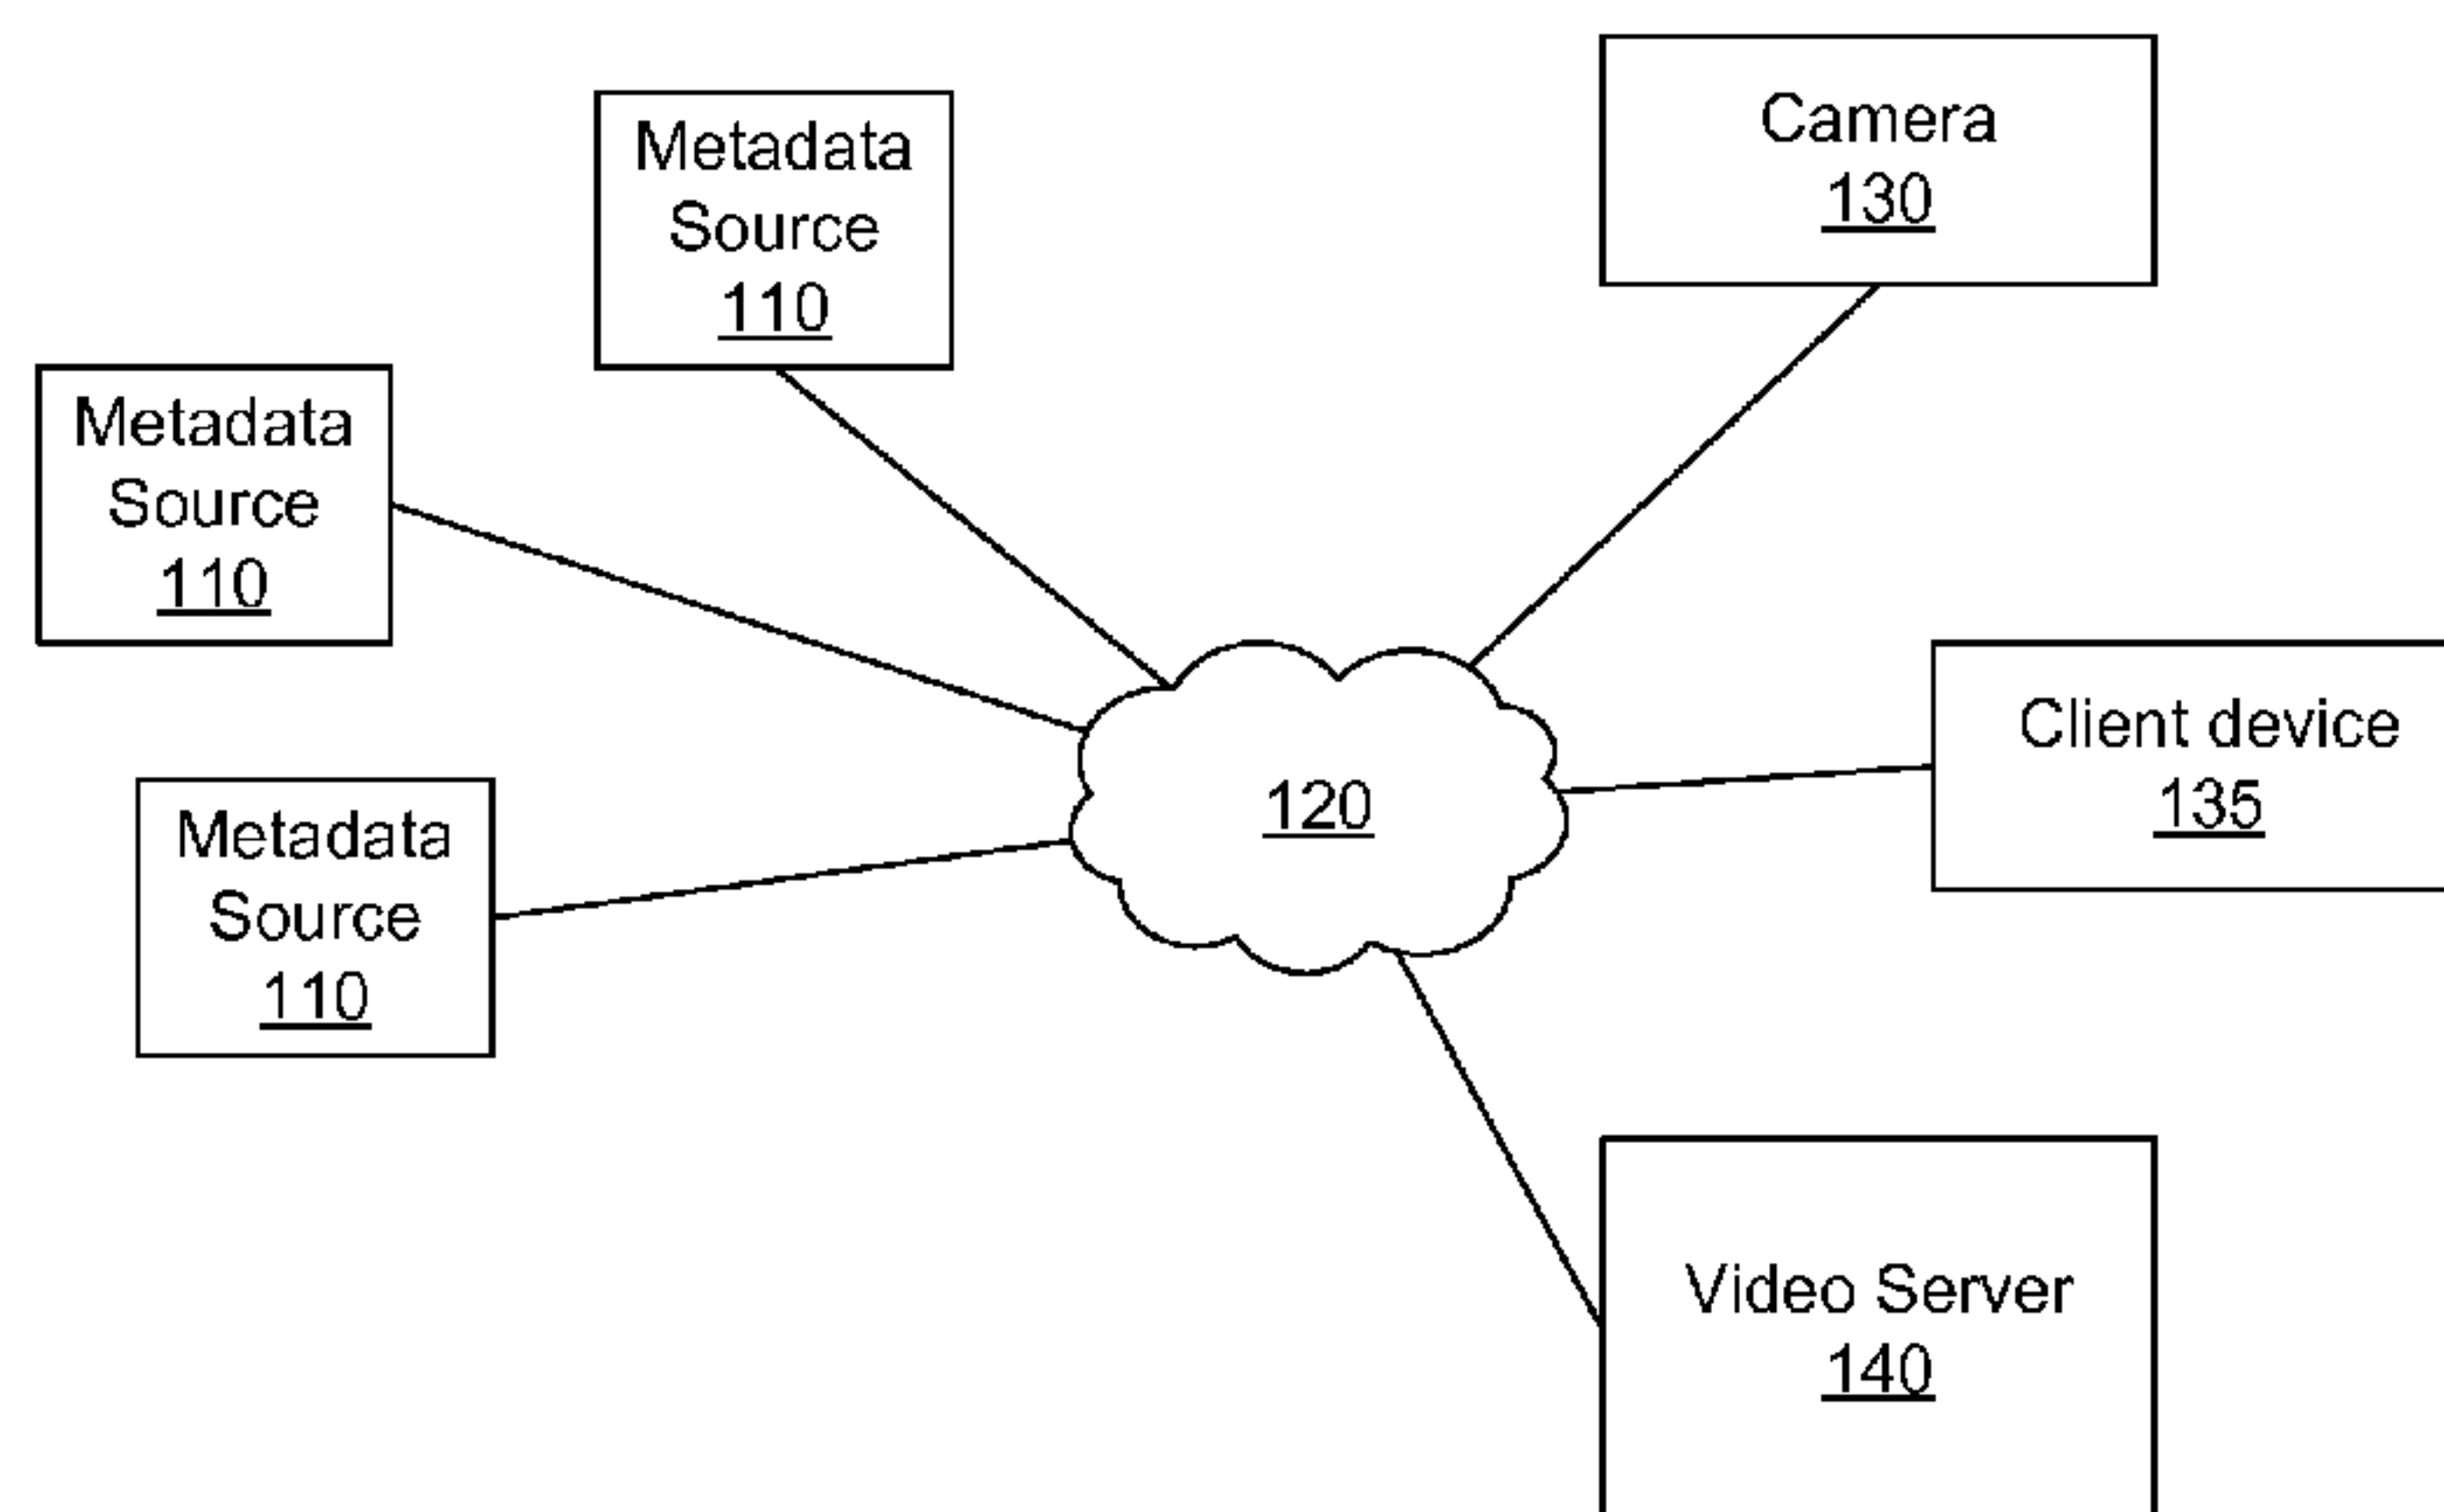 Camera
130
Metadata
Source
110
Metadata
Source
110
Client device
135
120
Metadata
Source
110
Video Server
140